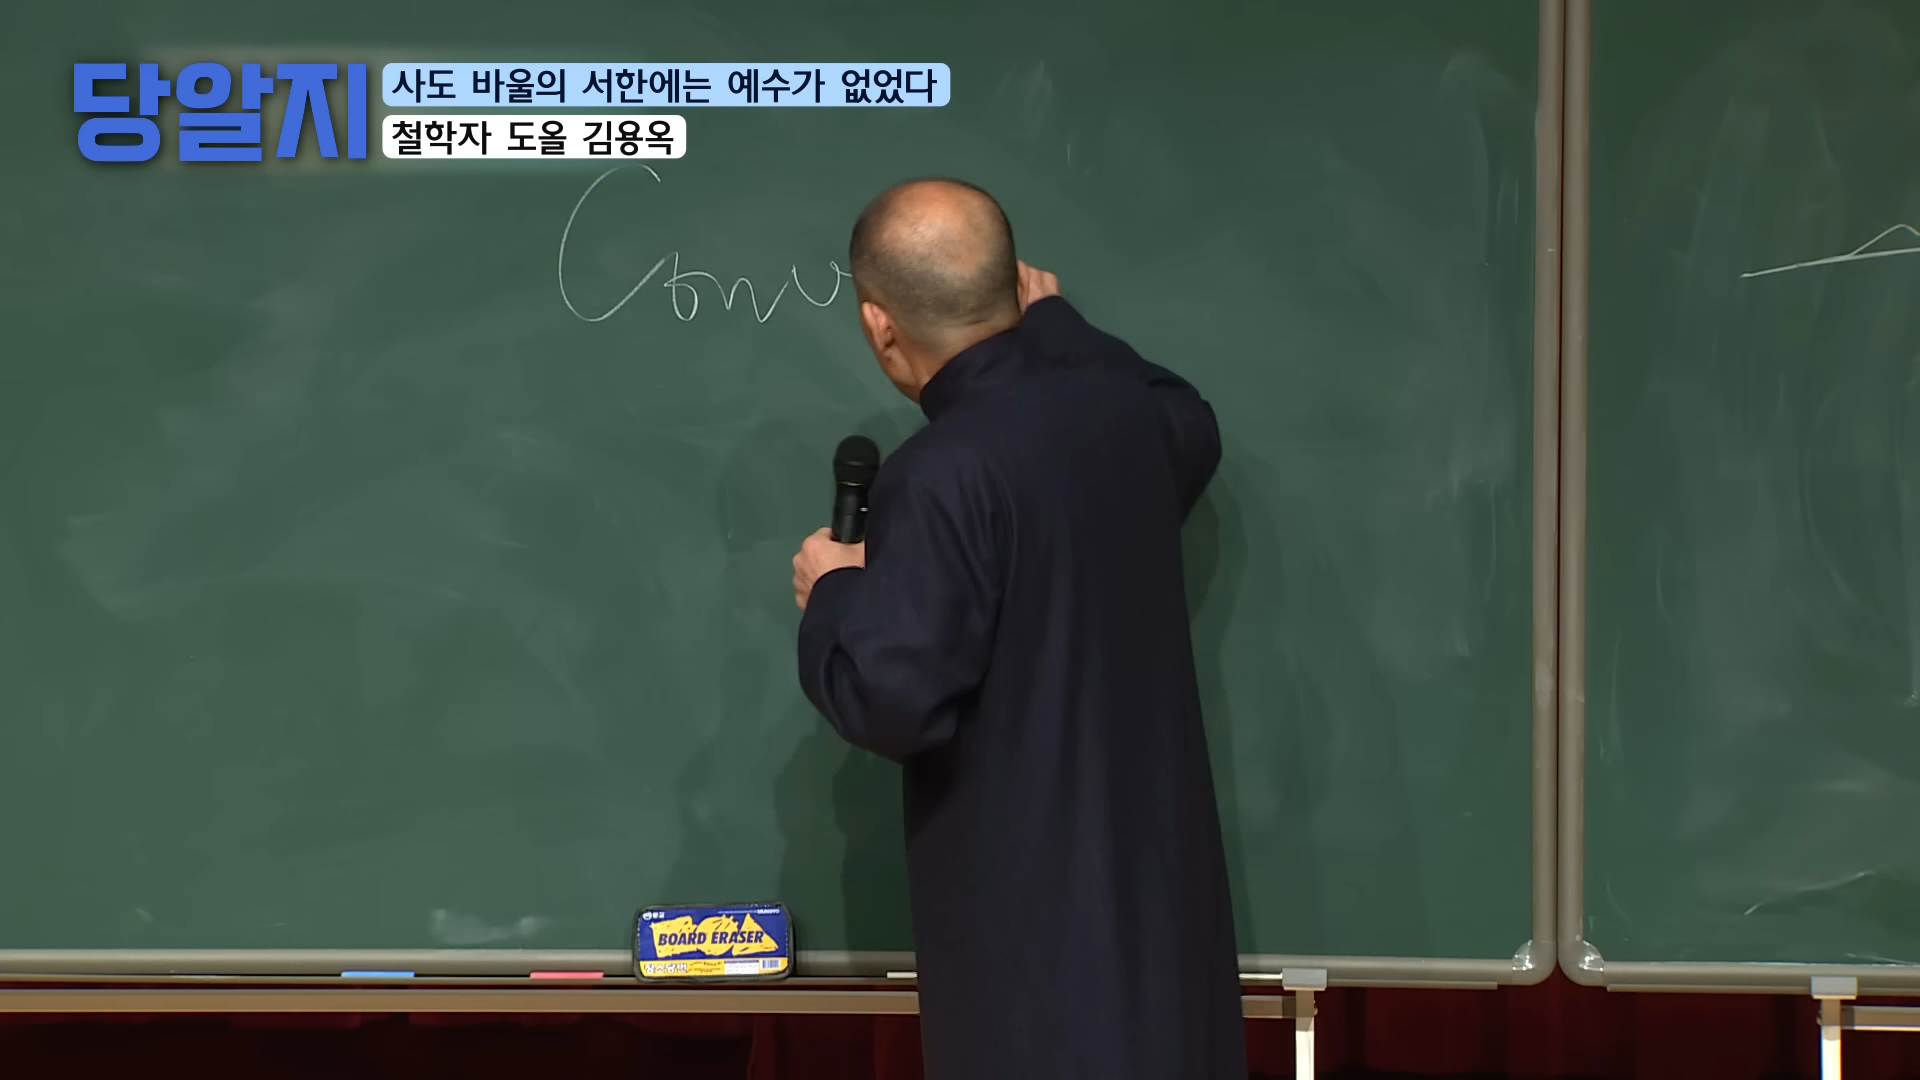 당알지
사도 바울의 서한에는 예수가 없었다
철학자 도올 김용옥
Conv
BOARD ERASER